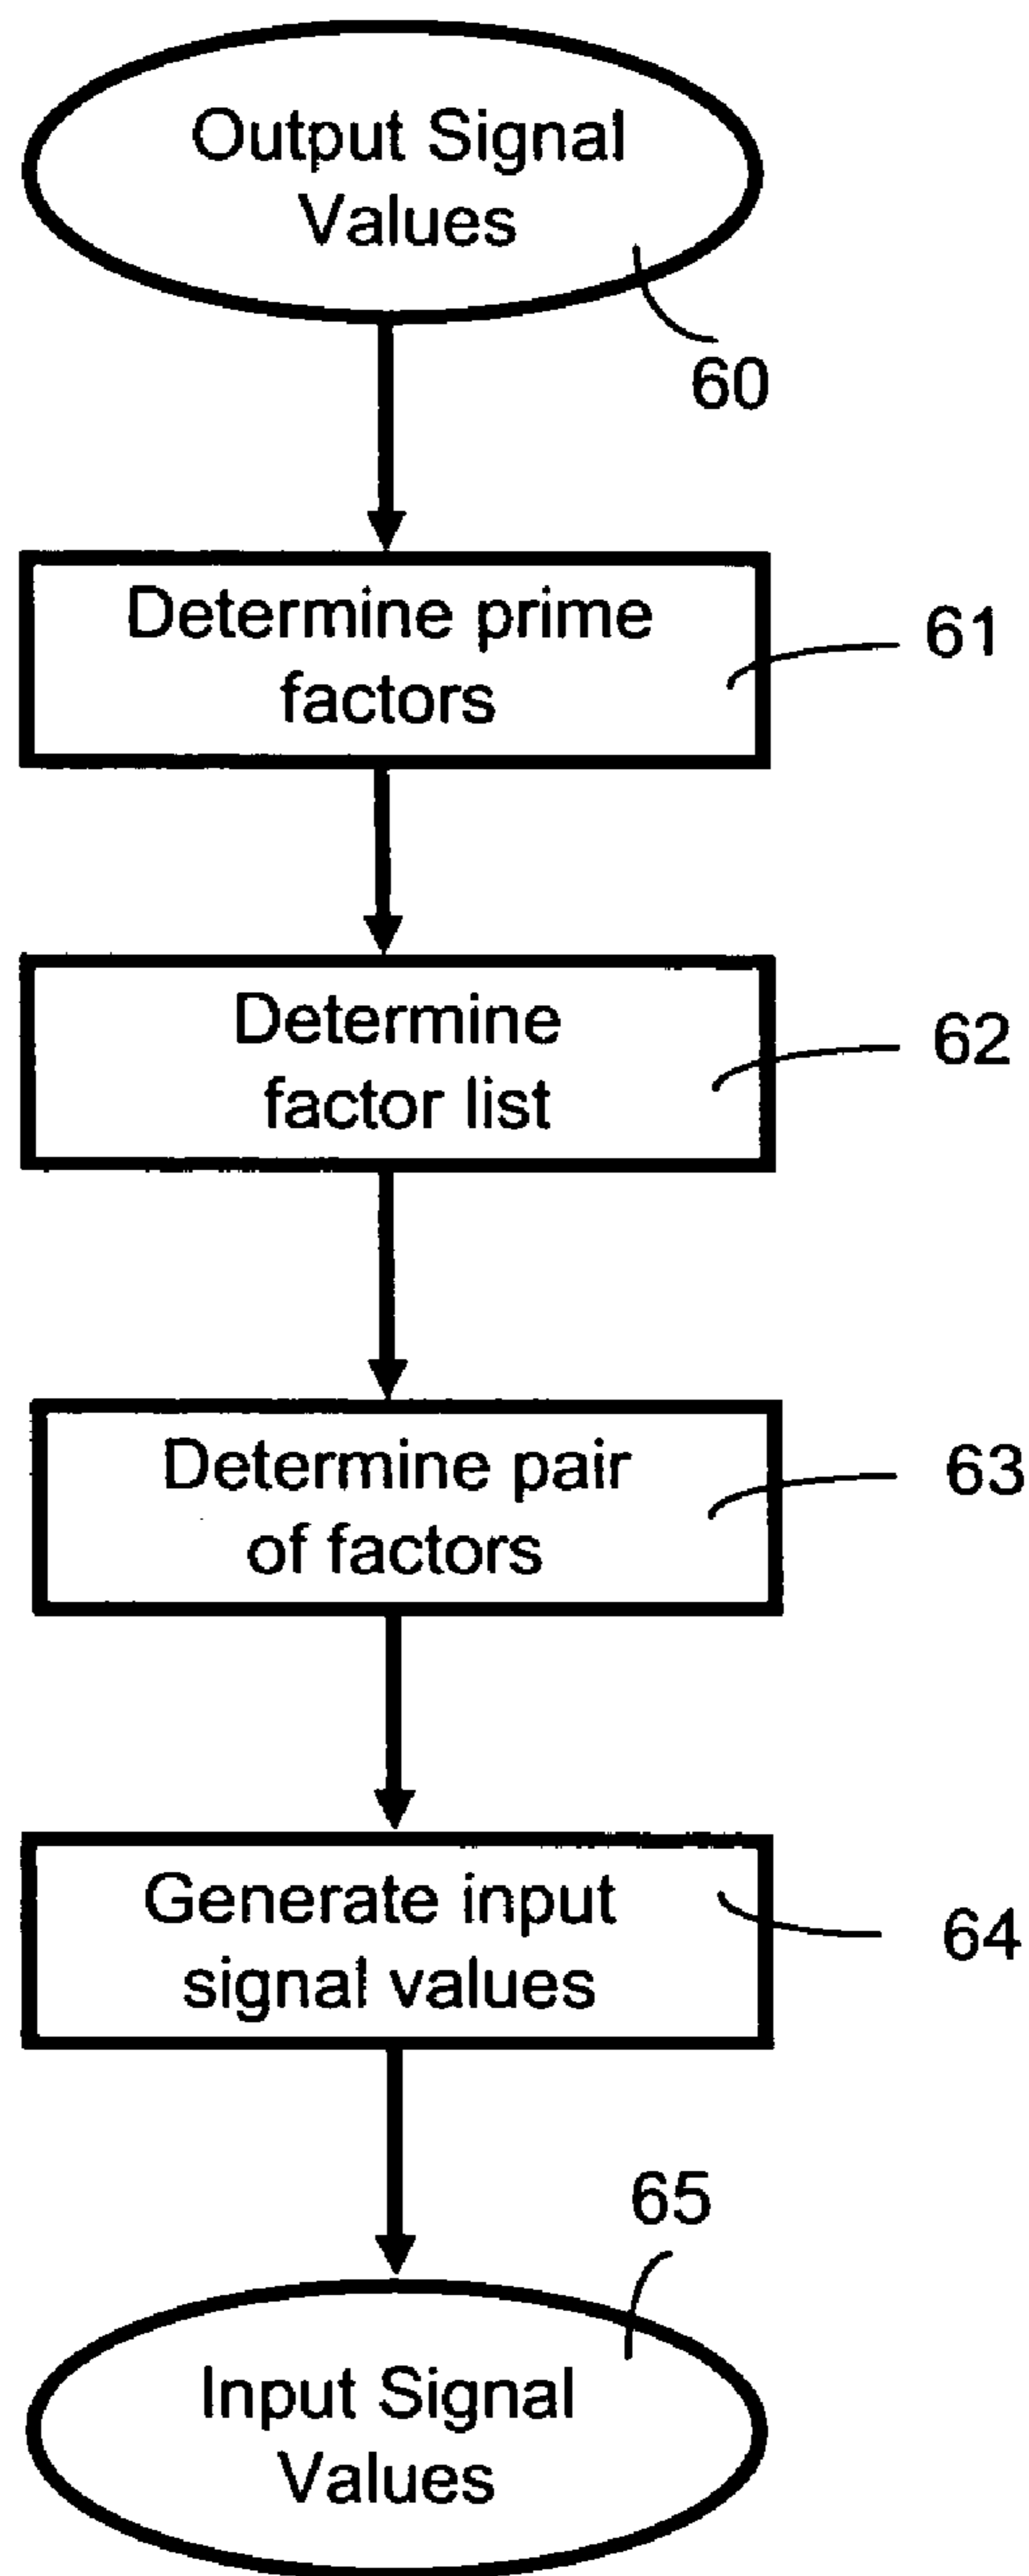 Output Signal
Values
60
Determine prime
factors
61
Determine
factor list
62
Determine pair
of factors
63
Generate input
signal values
64
65
Input Signal
Values